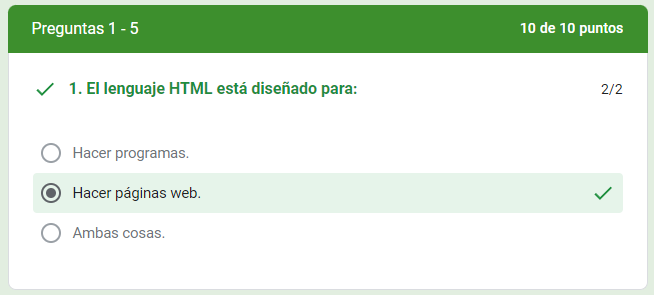 Preguntas 1 - 5
10 de 10 puntos
1. El lenguaje HTML está diseñado para:
2/2
Hacer programas.
Hacer páginas web.
Ambas cosas.